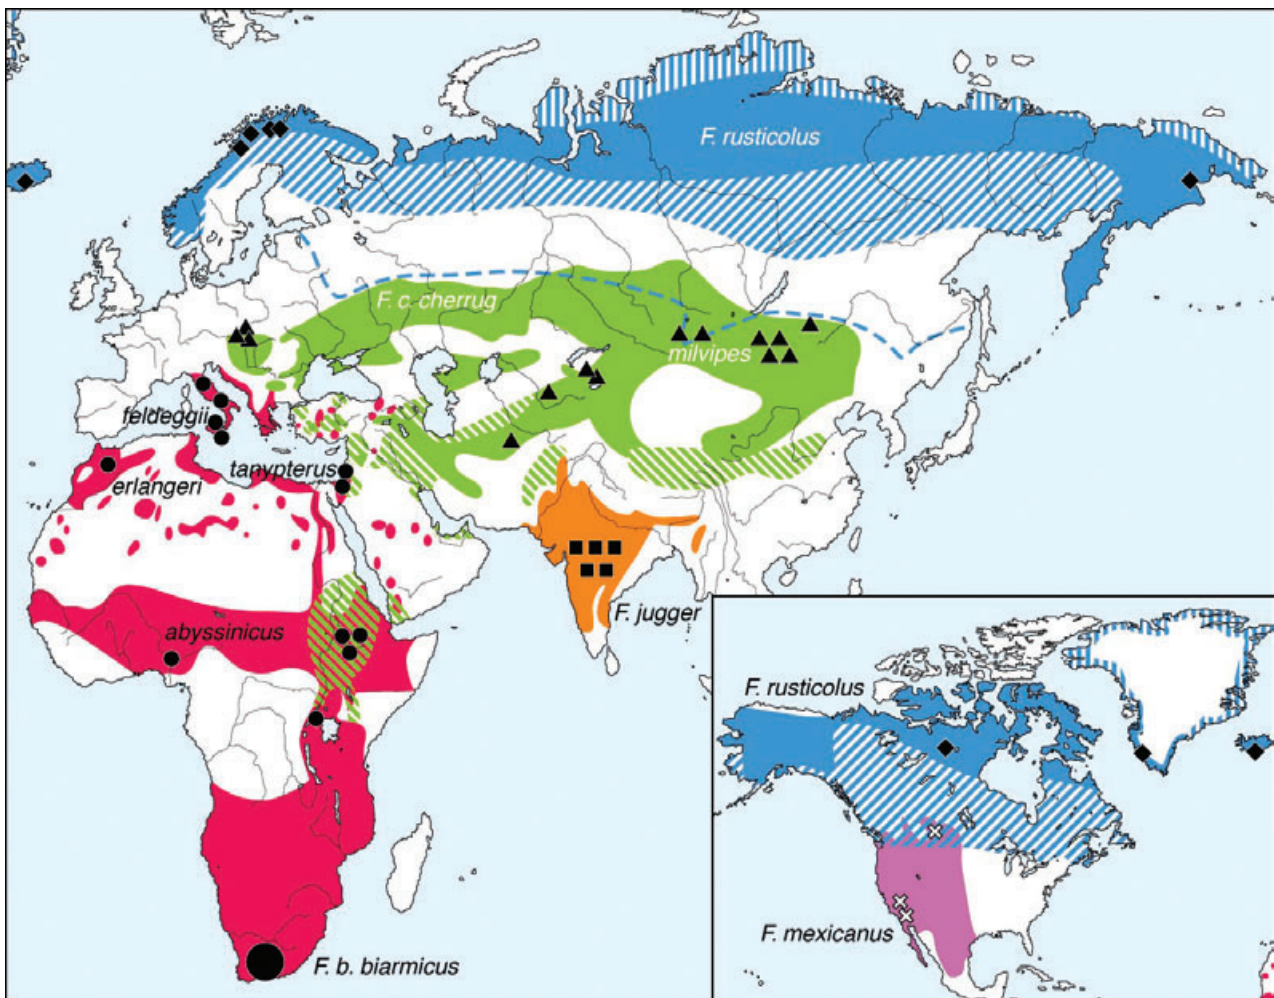 F. rusticolus
F. c. cherrug
milvipes
feldeggii
tanypterus
erlangeri
F. jugger
abyssinicus
F. rusticolus
F. mexicanus
F. b. biarmicus